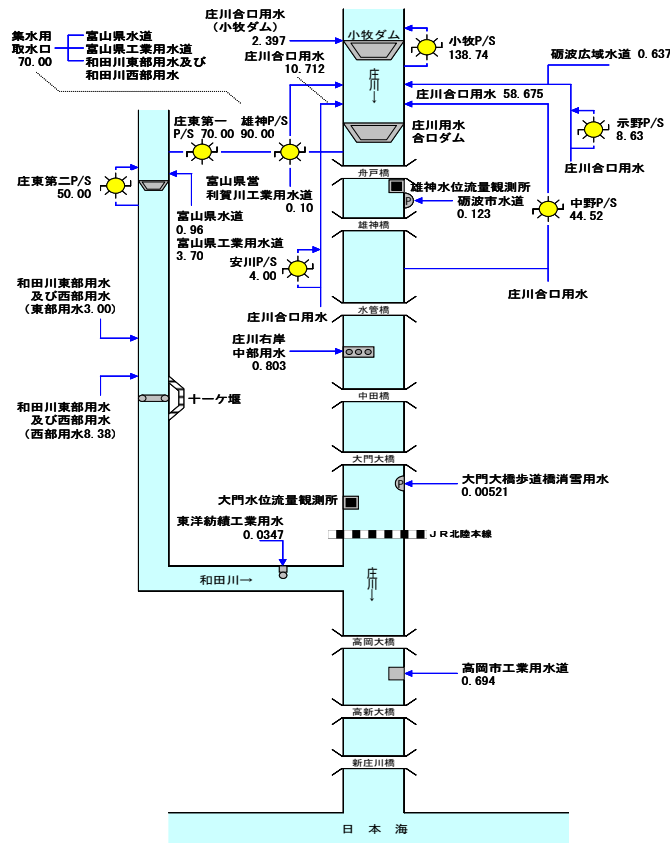 庄川合口用水
(小牧ダム)
2.397
小牧ダム
小牧P/S
138.74
集水用
取水口
70.00
富山県水道
富山県工業用水道
和田川東部用水及び
和田川西部用水
庄川合口用水
10.712
庄川→
砺波広域水道 0.637
庄川合口用水 58.675
庄東第一
P/S 70.00
雄神P/S
90.00
庄川用水
合口ダム
示野P/S
8.63
庄川合口用水
舟戸橋
庄東第二P/S
50.00
富山県営
利賀川工業用水道
0.10
雄神水位流量観測所
P
砺波市水道
0.123
中野P/S
44.52
富山県水道
0.96
富山県工業用水道
3.70
雄神橋
安川P/S
4.00
和田川東部用水
及び西部用水
(東部用水3.00)
庄川合口用水
庄川合口用水
水管橋
庄川右岸
中部用水
0.803
中田橋
十一ケ堰
和田川東部用水
及び西部用水
(西部用水8.38)
大門大橋
P
大門大橋歩道橋消雪用水
0.00521
大門水位流量観測所
東洋紡績工業用水
0.0347
JR北陸本線
和田川→
庄川→
高岡大橋
高岡市工業用水道
0.694
高新大橋
新庄川橋
日本海